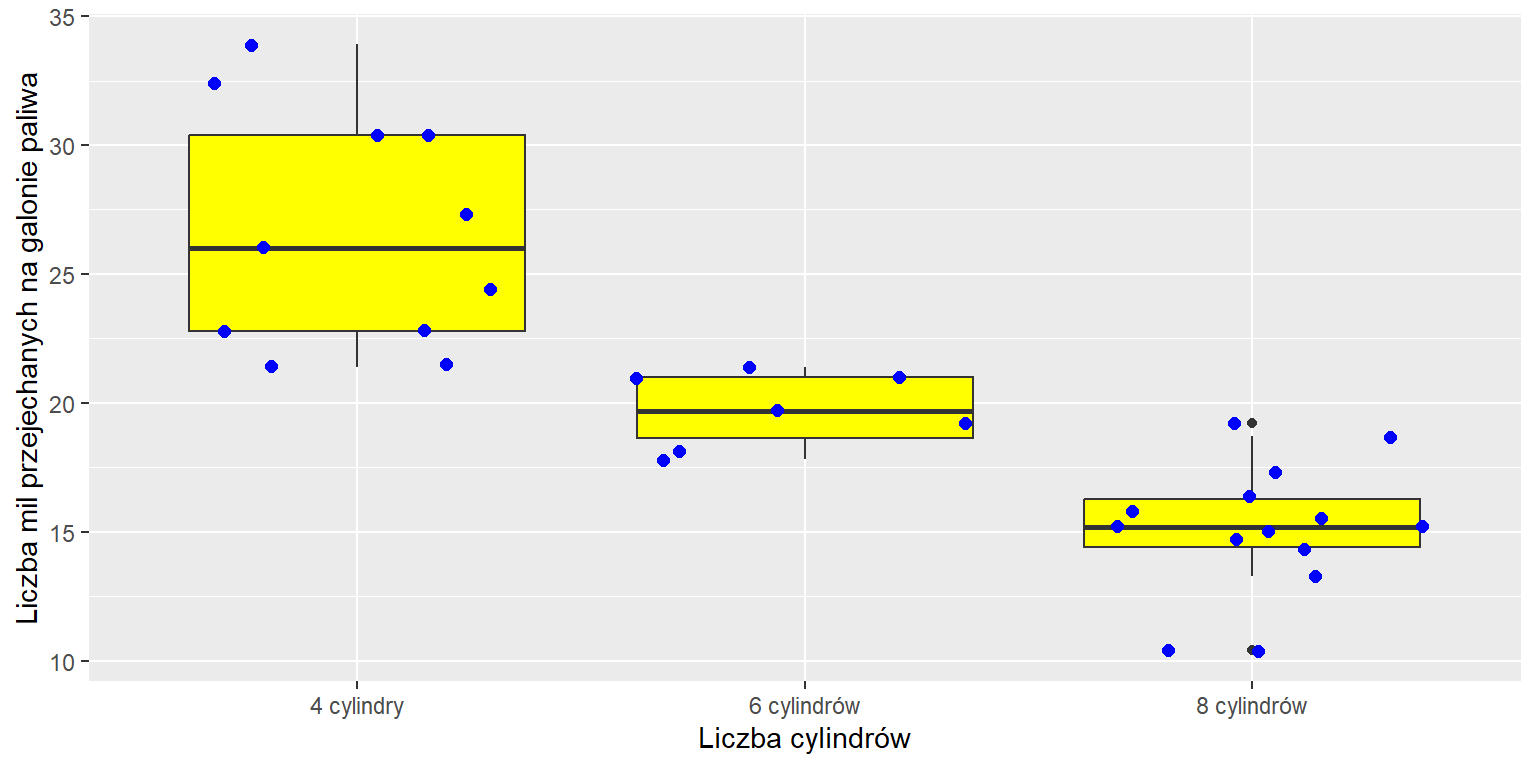 Liczba mil przejechanych na galonie paliwa
35
30
25
20
15
10
4 cylindry
6 cylindrów
8 cylindrów
Liczba cylindrów